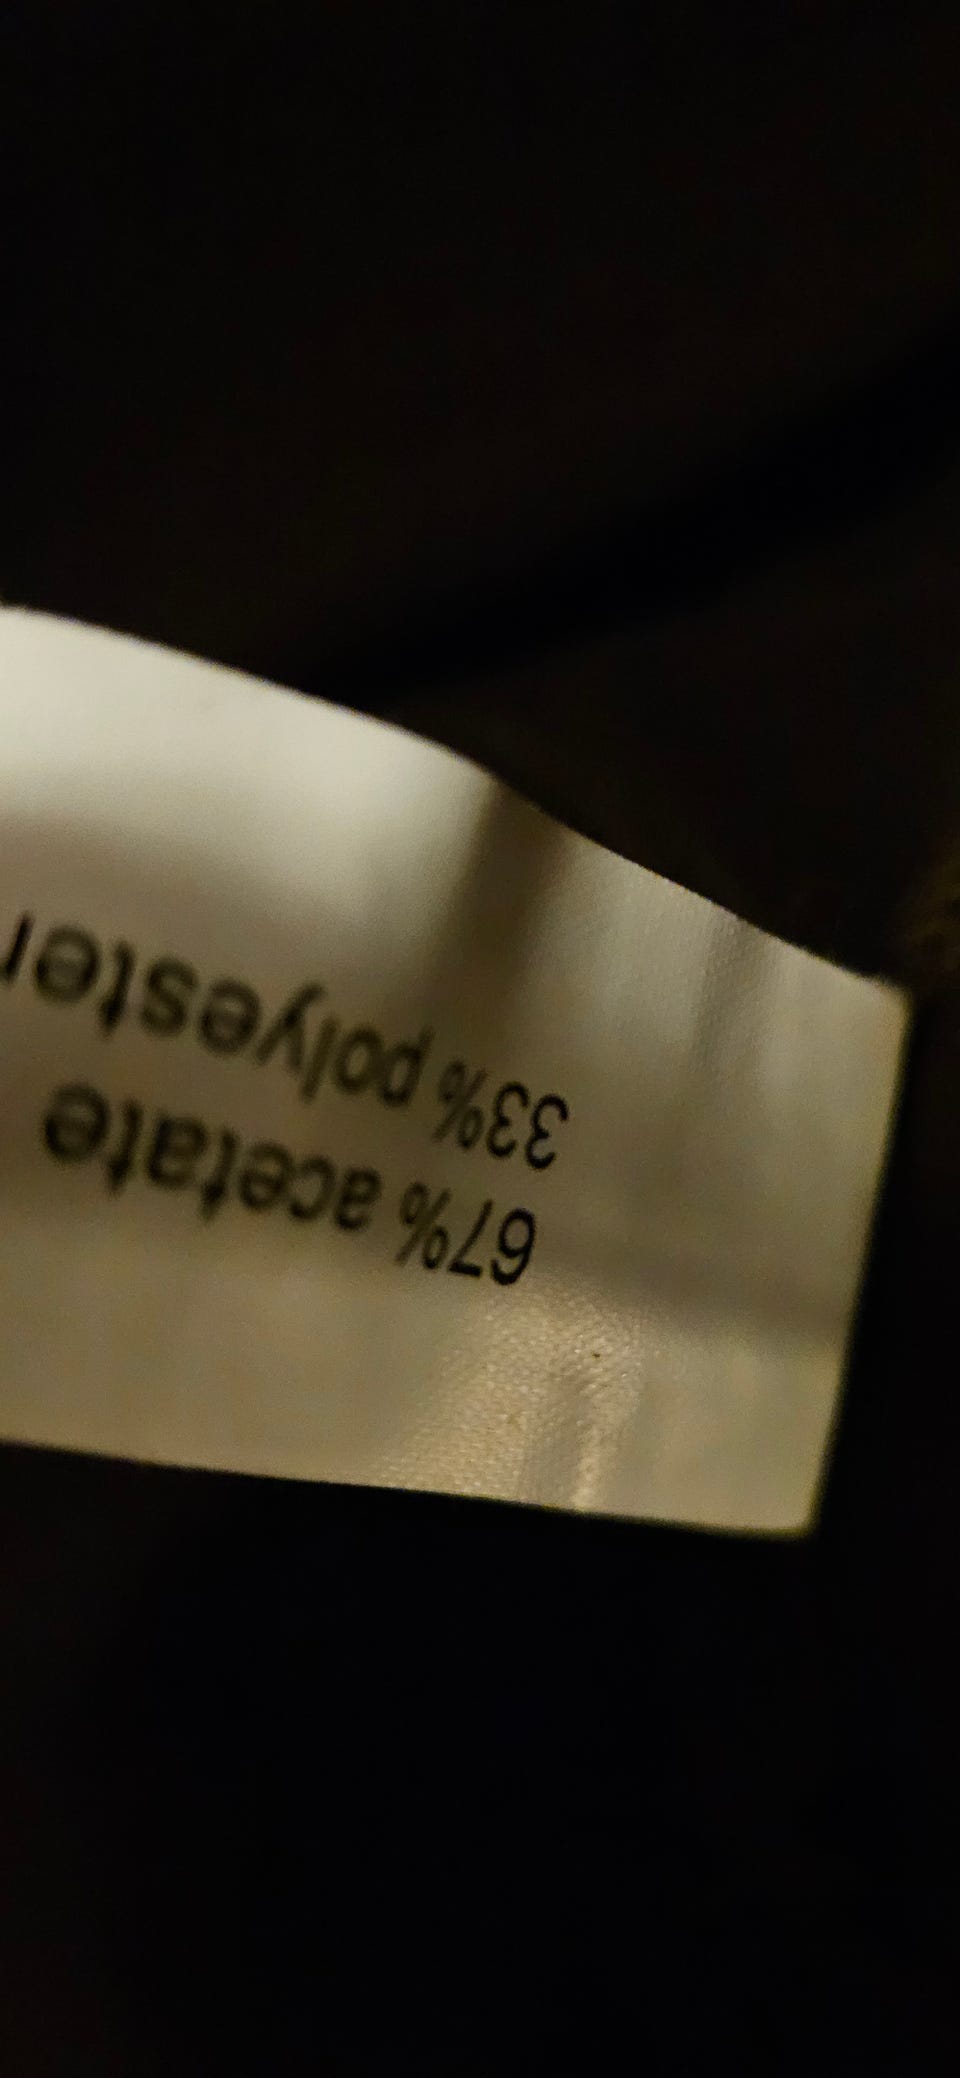 67% acetate
33% polyester